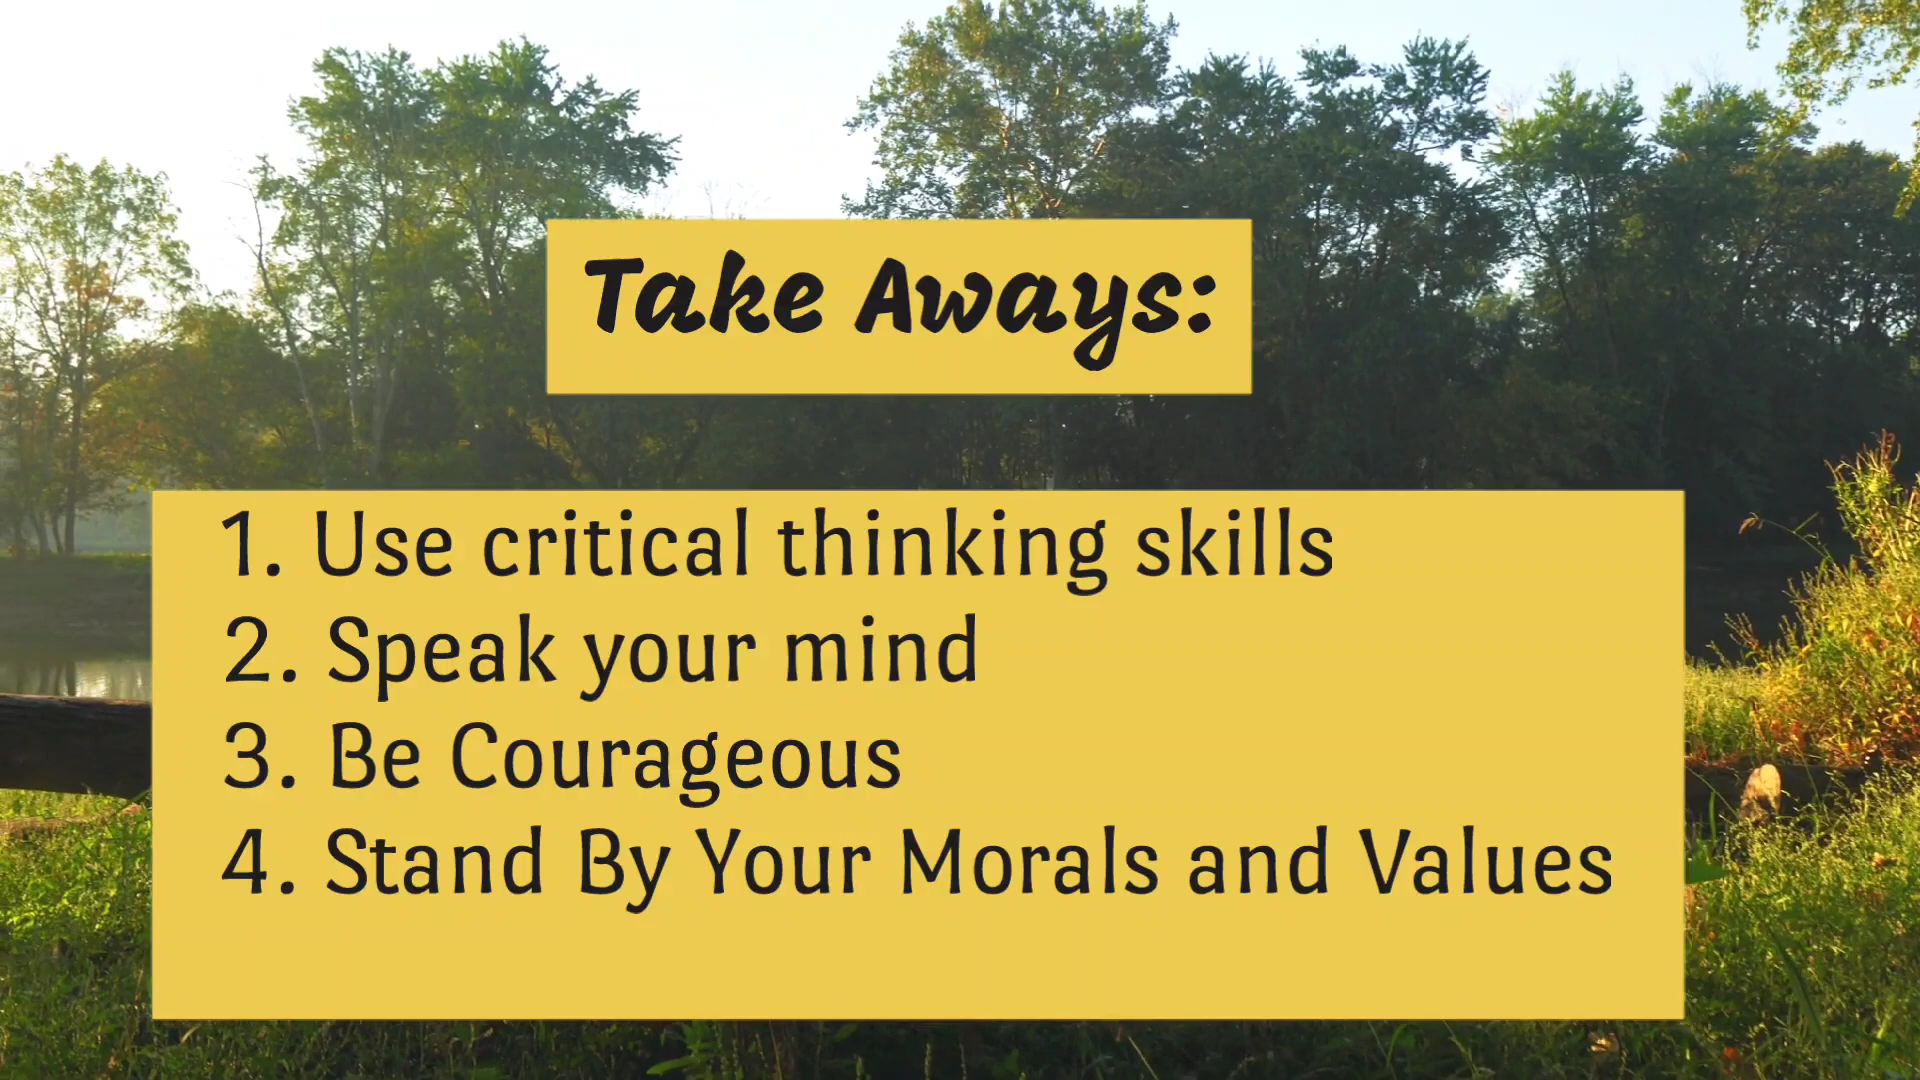 Take Aways:
1. Use critical thinking skills
2. Speak your mind
3. Be Courageous
4. Stand By Your Morals and Values